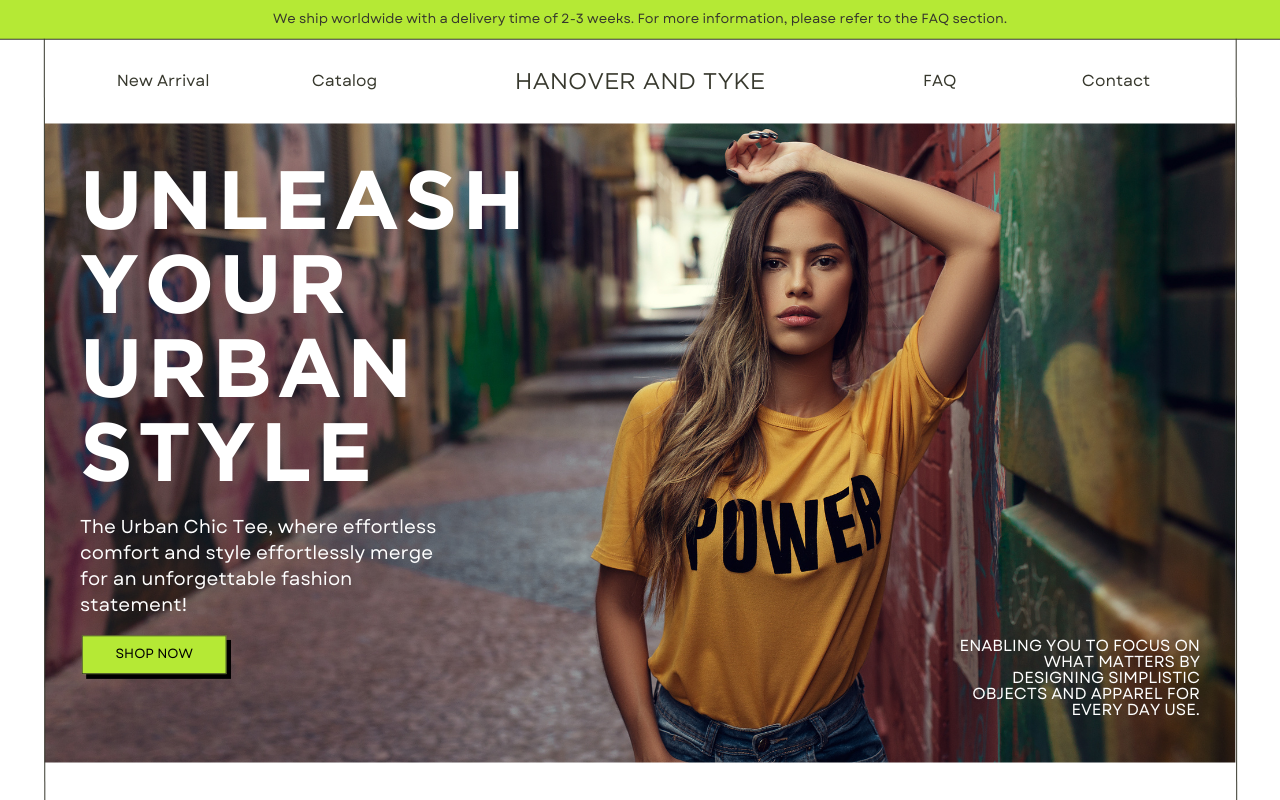 We ship worldwide with a delivery time of 2-3 weeks. For more information, please refer to the FAQ section.
New Arrival
Catalog
HANOVER AND TYKE
FAQ
Contact
UNLEASH
YOUR
URBAN
STYLE
The Urban Chic Tee, where effortless
comfort and style effortlessly merge
for an unforgettable fashion
statement!
SHOP NOW
POWER
ENABLING YOU TO FOCUS ON
WHAT MATTERS BY
DESIGNING SIMPLISTIC
OBJECTS AND APPAREL FOR
EVERY DAY USE.